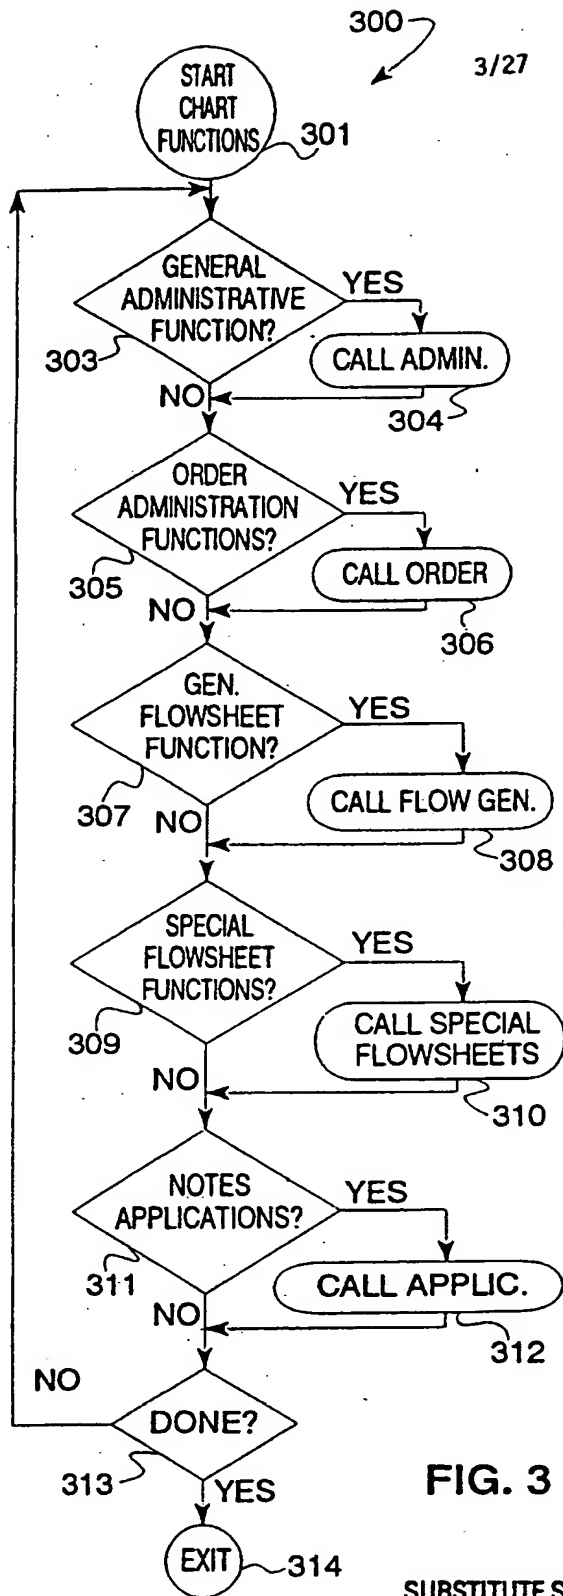 300
3/27
START
CHART
FUNCTIONS
301
GENERAL
ADMINISTRATIVE
FUNCTION?
YES
303
CALL ADMIN.
NO
304
ORDER
ADMINISTRATION
FUNCTIONS?
YES
305
CALL ORDER
NO
306
GEN.
FLOWSHEET
FUNCTION?
YES
307
CALL FLOW GEN.
NO
308
SPECIAL
FLOWSHEET
FUNCTIONS?
YES
309
CALL SPECIAL
FLOWSHEETS
NO
310
NOTES
APPLICATIONS?
YES
311
CALL APPLIC.
NO
312
NO
DONE?
313
YES
FIG. 3
EXIT
314
SUBSTITUTE S